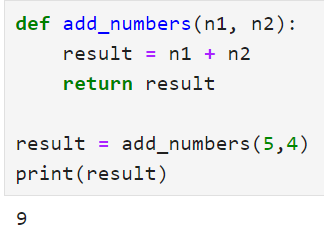 def add_numbers(n1, n2):
    result = n1 + n2
    return result

result = add_numbers(5,4)
print(result)
9